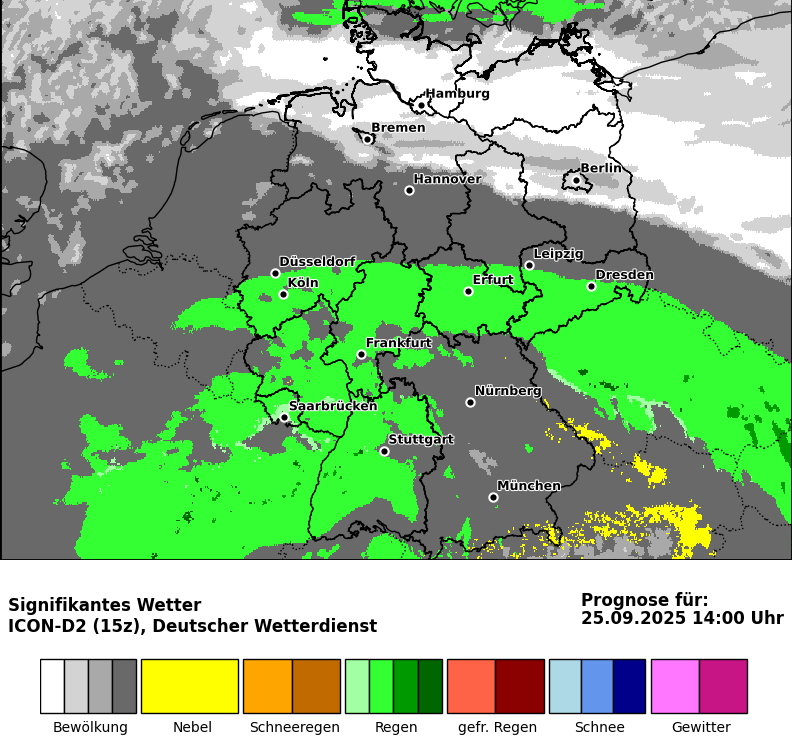 Hamburg
Bremen
Berlin
Hannover
Düsseldorf
Leipzig
Köln
Erfurt
Dresden
Frankfurt
Nürnberg
Saarbrücken
Stuttgart
München
Signifikantes Wetter
ICON-D2 (15z), Deutscher Wetterdienst
Prognose für:
25.09.2025 14:00 Uhr
Bewölkung
Nebel
Schneeregen
Regen
gefr. Regen
Schnee
Gewitter